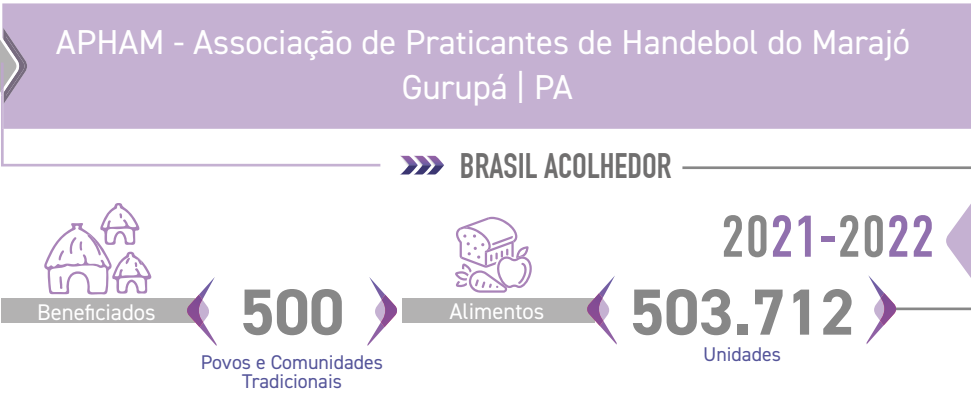 APHAM - Associação de Praticantes de Handebol do Marajó
Gurupá | PA
BRASIL ACOLHEDOR
2021-2022
Beneficiados
500
Povos e Comunidades
Tradicionais
Alimentos
503.712
Unidades